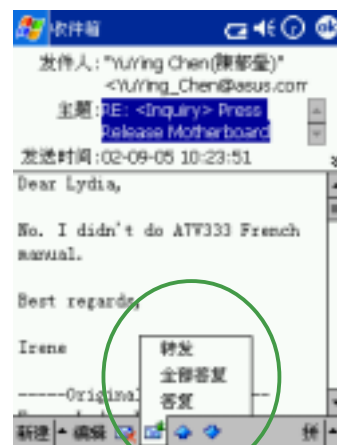 收件箱
发件人: "YuYing Chen(陳郁瑩)"
<YuYing_Chen@asus.com
主题: RE: <Inquiry> Press
Release Motherboard
发送时间: 02-09-05 10:23:51
Dear Lydia,
No. I didn't do A7V333 French
manual.
Best regards,
Irene
转发
全部答复
答复
-----Original
新建 编辑 拼